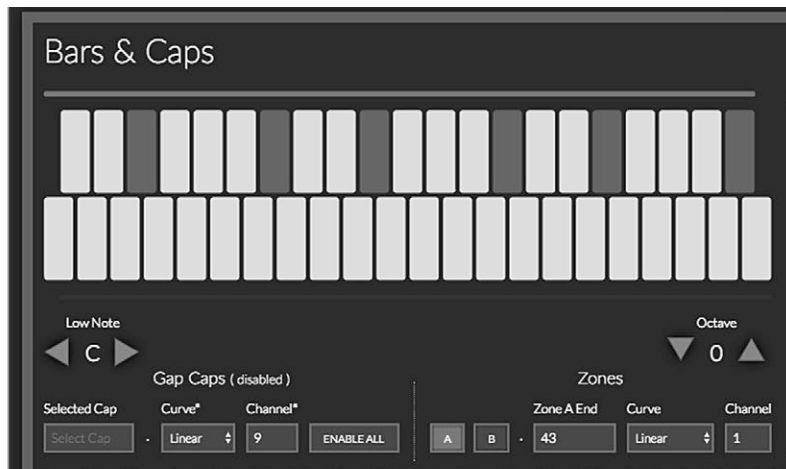 Bars & Caps
Low Note Octave
C 0
Gap Caps ( disabled ) Zones
Selected Cap Curve* Channel* Zone A End Curve Channel
Select Cap - Linear 9 ENABLE ALL A B - 43 Linear 1